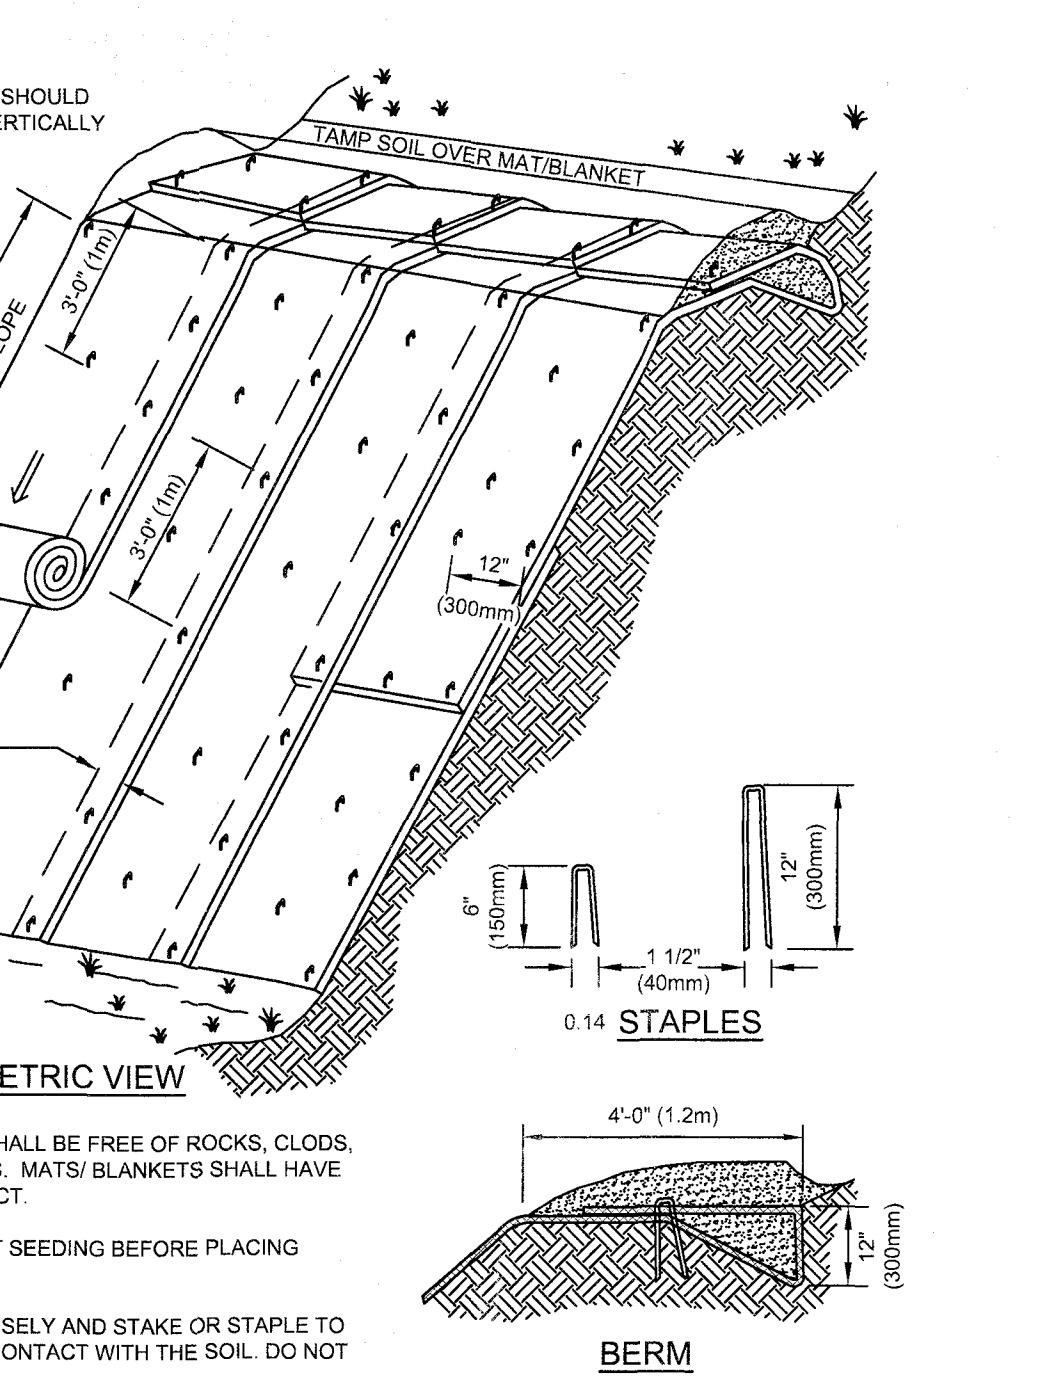 SHOULD
ERTICALLY
TAMP SOIL OVER MAT/BLANKET
3'-0" (1m)
LOPE
3'-0" (1m)
12"
(300mm)
6"
(150mm)
12"
(300mm)
1 1/2"
(40mm)
0.14 STAPLES
ETRIC VIEW
4'-0" (1.2m)
HALL BE FREE OF ROCKS, CLODS,
S. MATS/ BLANKETS SHALL HAVE
CT.
12"
(300mm)
T SEEDING BEFORE PLACING
SELY AND STAKE OR STAPLE TO
ONTACT WITH THE SOIL. DO NOT
BERM